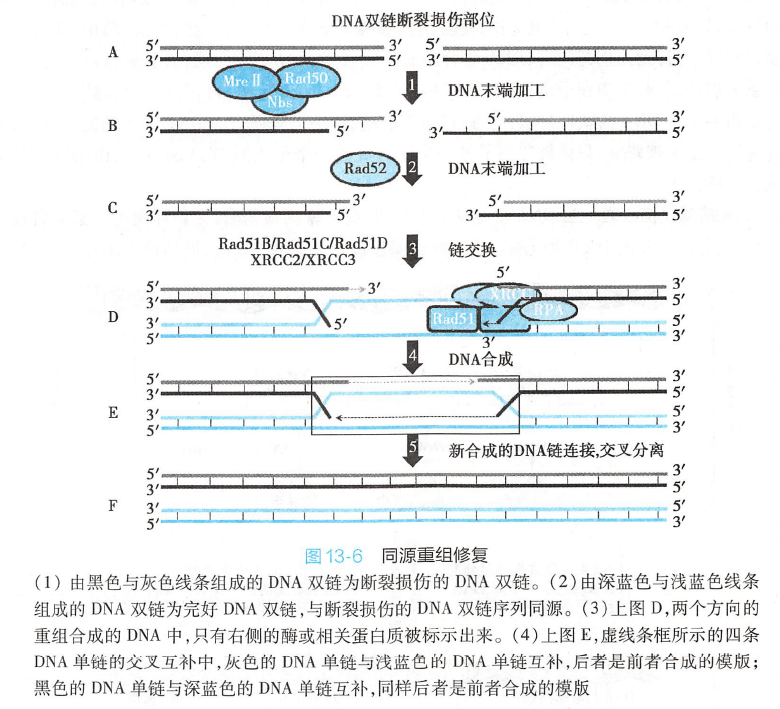 DNA双链断裂损伤部位
A 5′ 3′ 5′ 3′
3′ 5′ 3′ 5′
Mre Ⅱ Rad50
Nbs
1 DNA末端加工
B 5′ 3′ 5′ 3′
3′ 5′ 3′ 5′
Rad52 2 DNA末端加工
C 5′ 3′ 5′ 3′
3′ 5′ 3′ 5′
Rad51B/Rad51C/Rad51D
XRCC2/XRCC3
3 链交换
5′
D 5′ 3′ 3′
3′ 5′
XRCC
RPA
Rad51
3′ 5′ 5′
5′ 3′ 3′
4 DNA合成
E 5′ 3′
3′ 5′
3′ 5′
5′ 3′
5 新合成的DNA链连接,交叉分离
F 5′ 3′
3′ 5′
3′ 5′
5′ 3′
图13-6 同源重组修复
(1) 由黑色与灰色线条组成的 DNA 双链为断裂损伤的 DNA 双链。(2)由深蓝色与浅蓝色线条
组成的 DNA 双链为完好 DNA 双链,与断裂损伤的 DNA 双链序列同源。(3)上图 D,两个方向的
重组合成的 DNA 中,只有右侧的酶或相关蛋白质被标示出来。(4)上图 E,虚线条框所示的四条
DNA 单链的交叉互补中,灰色的 DNA 单链与浅蓝色的 DNA 单链互补,后者是前者合成的模版;
黑色的 DNA 单链与深蓝色的 DNA 单链互补,同样后者是前者合成的模版